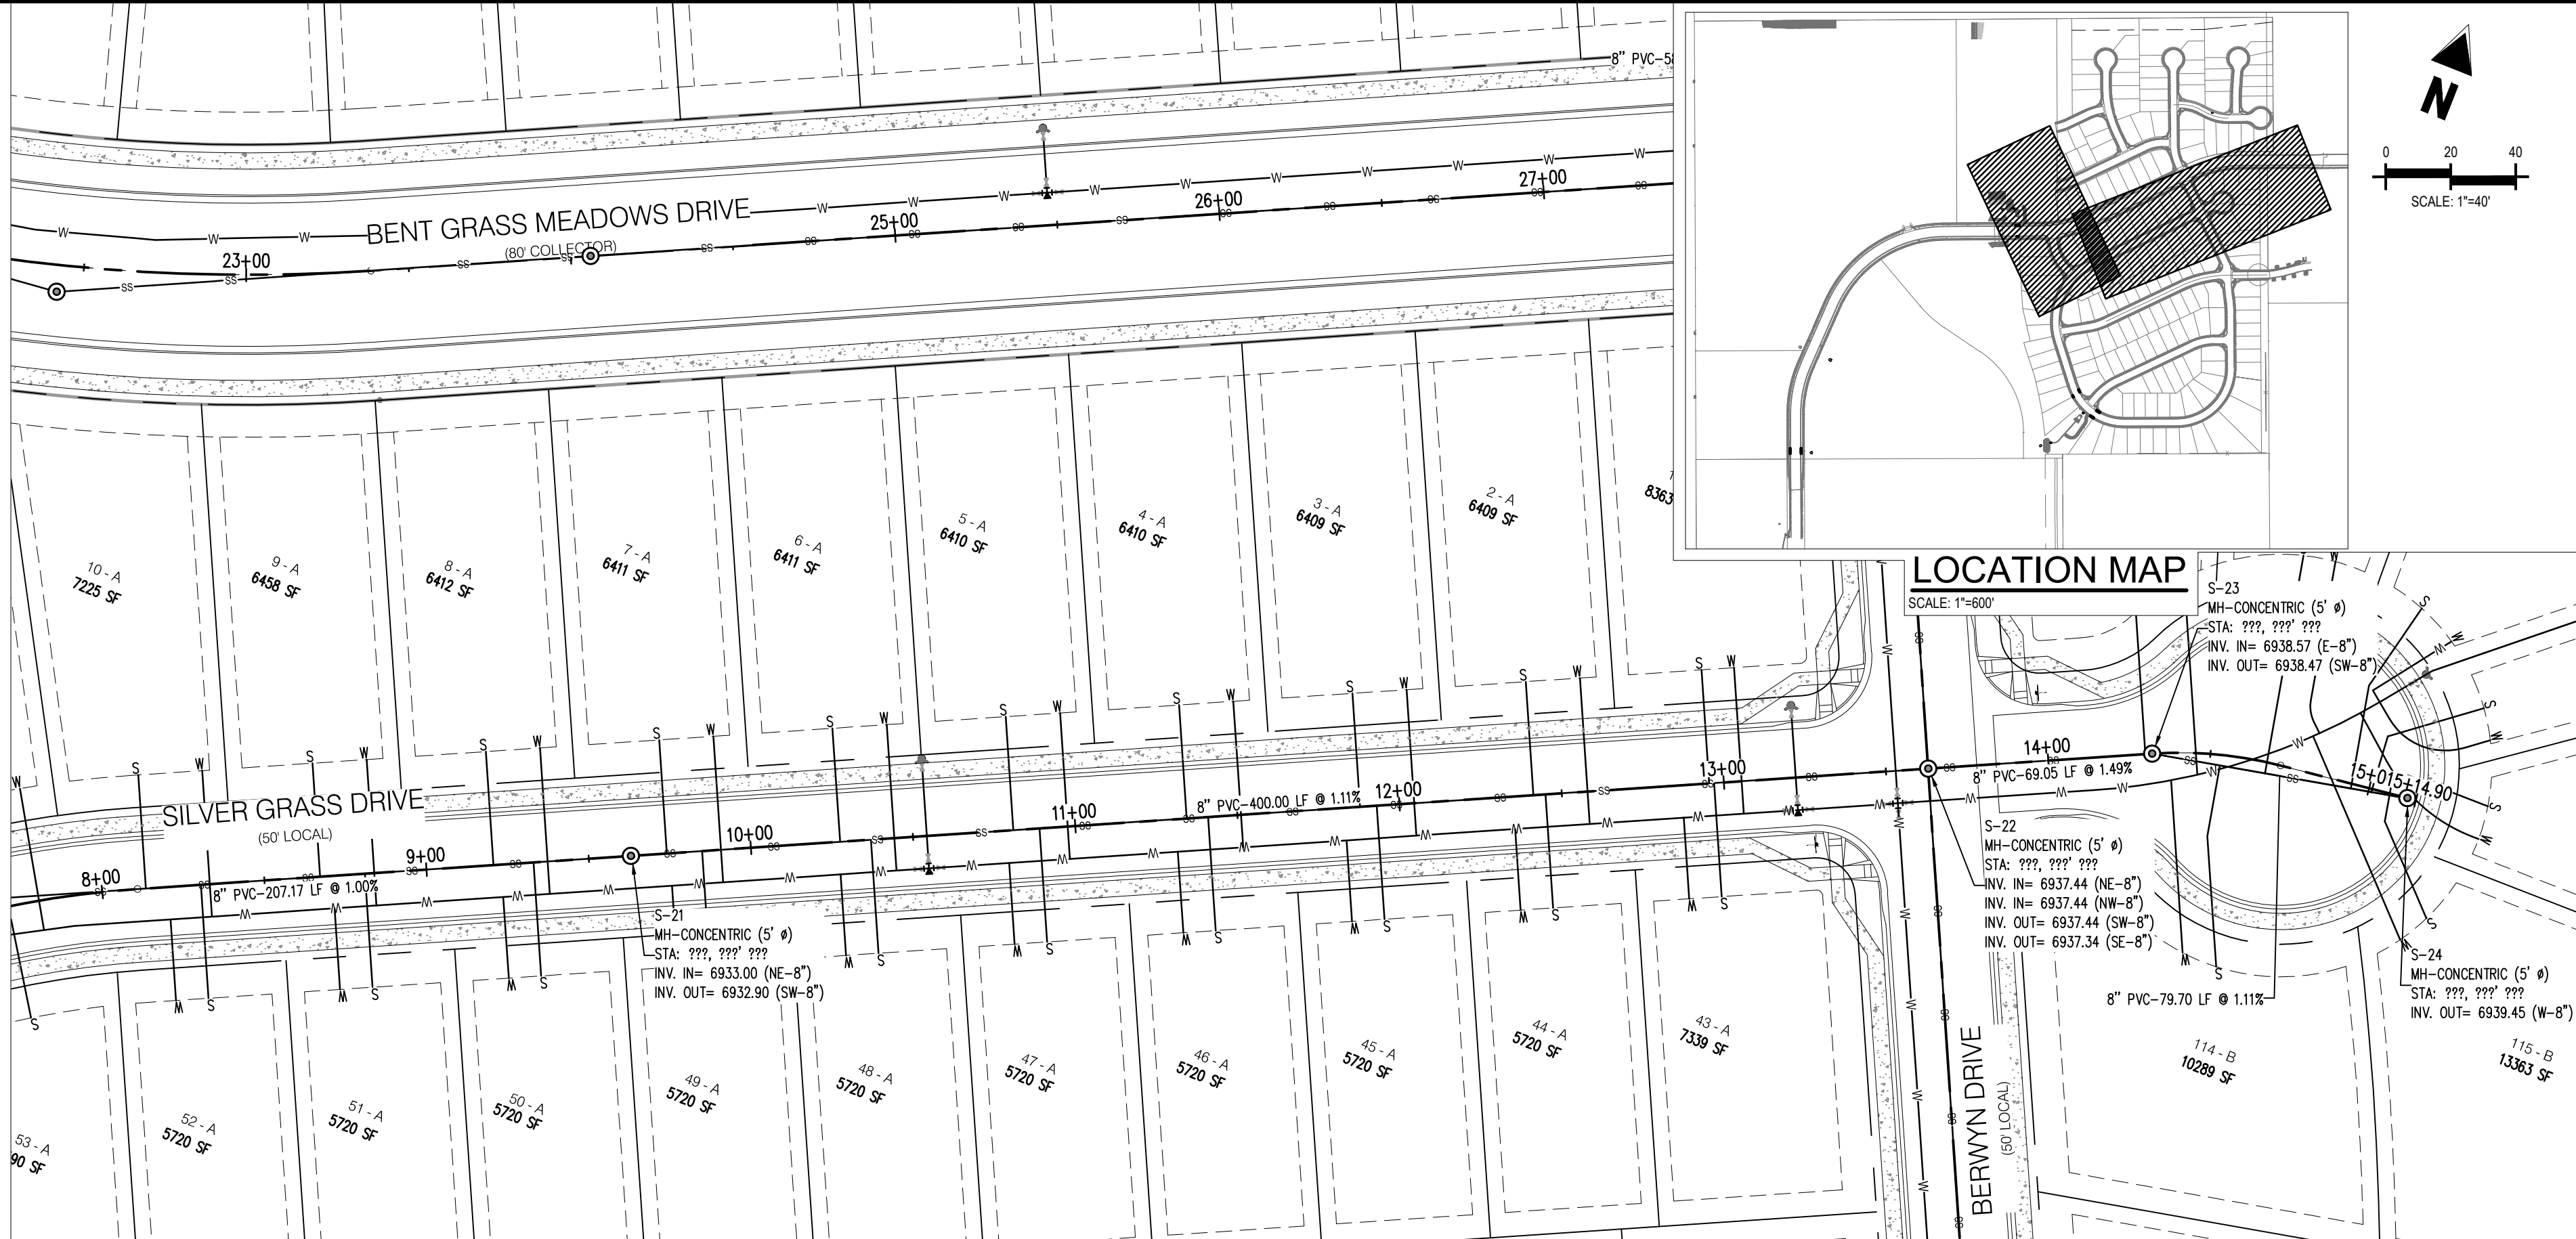 8" PVC-58
N
0 20 40
SCALE: 1"=40'
BENT GRASS MEADOWS DRIVE
(80' COLLECTOR)
23+00
25+00
26+00
27+00
LOCATION MAP
SCALE: 1"=600'
10 - A
7225 SF
9 - A
6458 SF
8 - A
6412 SF
7 - A
6411 SF
6 - A
6411 SF
5 - A
6410 SF
4 - A
6410 SF
3 - A
6409 SF
2 - A
6409 SF
8363
S-23
MH-CONCENTRIC (5' ø)
STA: ???, ???' ???
INV. IN= 6938.57 (E-8")
INV. OUT= 6938.47 (SW-8")
SILVER GRASS DRIVE
(50' LOCAL)
8+00
9+00
10+00
11+00
12+00
13+00
14+00
15+00
15+14.90
8" PVC-207.17 LF @ 1.00%
8" PVC-400.00 LF @ 1.11%
8" PVC-69.05 LF @ 1.49%
S-21
MH-CONCENTRIC (5' ø)
STA: ???, ???' ???
INV. IN= 6933.00 (NE-8")
INV. OUT= 6932.90 (SW-8")
S-22
MH-CONCENTRIC (5' ø)
STA: ???, ???' ???
INV. IN= 6937.44 (NE-8")
INV. IN= 6937.44 (NW-8")
INV. OUT= 6937.44 (SW-8")
INV. OUT= 6937.34 (SE-8")
S-24
MH-CONCENTRIC (5' ø)
STA: ???, ???' ???
INV. OUT= 6939.45 (W-8")
8" PVC-79.70 LF @ 1.11%
BERWYN DRIVE
(50' LOCAL)
53 - A
90 SF
52 - A
5720 SF
51 - A
5720 SF
50 - A
5720 SF
49 - A
5720 SF
48 - A
5720 SF
47 - A
5720 SF
46 - A
5720 SF
45 - A
5720 SF
44 - A
5720 SF
43 - A
7339 SF
114 - B
10289 SF
115 - B
13363 SF